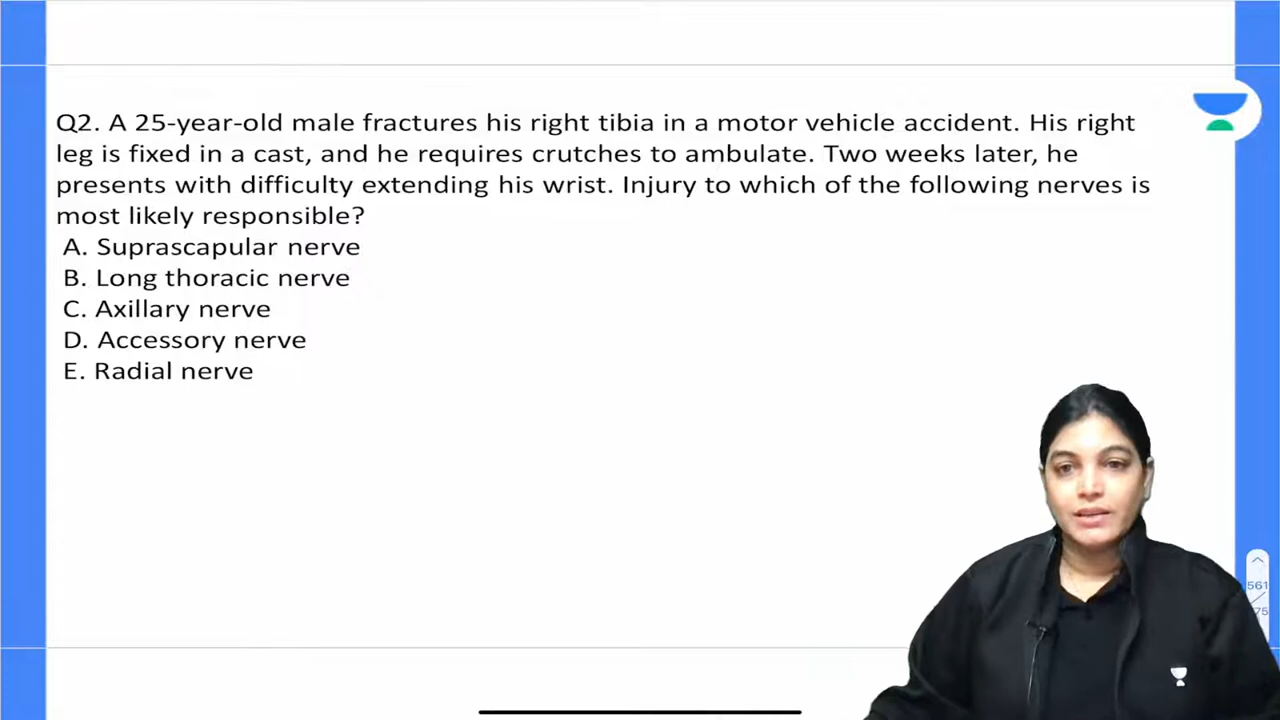 Q2. A 25-year-old male fractures his right tibia in a motor vehicle accident. His right
leg is fixed in a cast, and he requires crutches to ambulate. Two weeks later, he
presents with difficulty extending his wrist. Injury to which of the following nerves is
most likely responsible?
A. Suprascapular nerve
B. Long thoracic nerve
C. Axillary nerve
D. Accessory nerve
E. Radial nerve
561